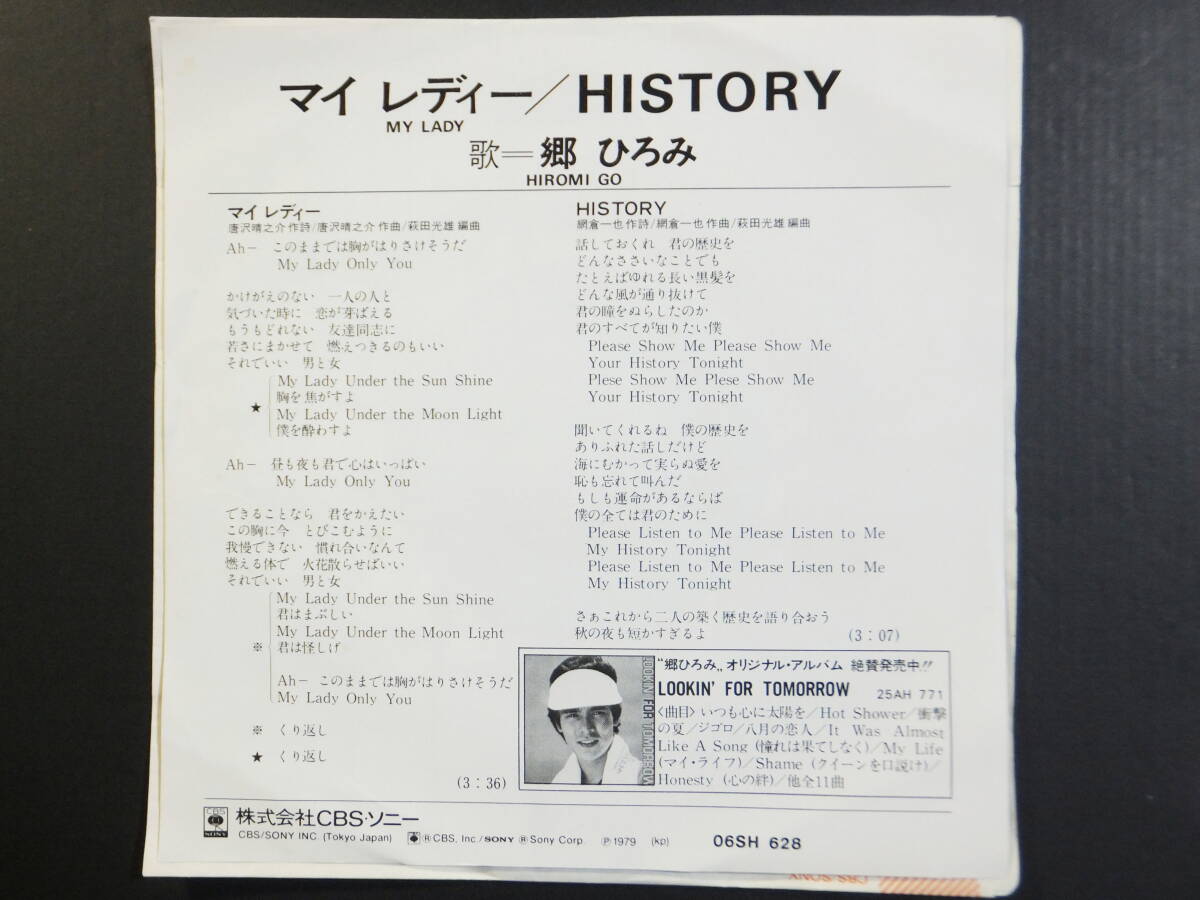 マイ レディー／HISTORY
MY LADY
歌＝郷 ひろみ
HIROMI GO
マイ レディー
唐沢晴之介 作詩／唐沢晴之介 作曲／萩田光雄 編曲
Ah－ このままでは胸がはりさけそうだ
My Lady Only You
かけがえのない 一人の人と
気づいた時に 恋が芽ばえる
もうもどれない 友達同志に
若さにまかせて 燃えつきるのもいい
それでいい 男と女
My Lady Under the Sun Shine
胸を焦がすよ
★ My Lady Under the Moon Light
僕を酔わすよ
Ah－ 昼も夜も君で心はいっぱい
My Lady Only You
できることなら 君をかえたい
この胸に今 とびこむように
我慢できない 慣れ合いなんて
燃える体で 火花散らせばいい
それでいい 男と女
My Lady Under the Sun Shine
君はまぶしい
My Lady Under the Moon Light
※ 君は怪しげ
Ah－ このままでは胸がはりさけそうだ
My Lady Only You
※ くり返し
★ くり返し
(3：36)
HISTORY
網倉一也 作詩／網倉一也 作曲／萩田光雄 編曲
話しておくれ 君の歴史を
どんなささいなことでも
たとえばゆれる長い黒髪を
どんな風が通り抜けて
君の瞳をぬらしたのか
君のすべてが知りたい僕
Please Show Me Please Show Me
Your History Tonight
Plese Show Me Plese Show Me
Your History Tonight
聞いてくれるね 僕の歴史を
ありふれた話しだけど
海にむかって実らぬ愛を
恥も忘れて叫んだ
もしも運命があるならば
僕の全ては君のために
Please Listen to Me Please Listen to Me
My History Tonight
Please Listen to Me Please Listen to Me
My History Tonight
さぁこれから二人の築く歴史を語り合おう
秋の夜も短かすぎるよ
(3：07)
LOOKIN' FOR TOMORROW
“郷ひろみ„オリジナル・アルバム 絶賛発売中!!
LOOKIN' FOR TOMORROW 25AH 771
〈曲目〉いつも心に太陽を／Hot Shower／衝撃
の夏／ジゴロ／八月の恋人／It Was Almost
Like A Song (憧れは果てしなく)／My Life
(マイ・ライフ)／Shame (クイーンを口説け)／
Honesty (心の絆)／他全11曲
CBS SONY 株式会社CBS・ソニー
CBS/SONY INC. (Tokyo Japan) ®CBS, Inc./SONY ®Sony Corp. Ⓟ1979 (kp) 06SH 628
CBS SONY